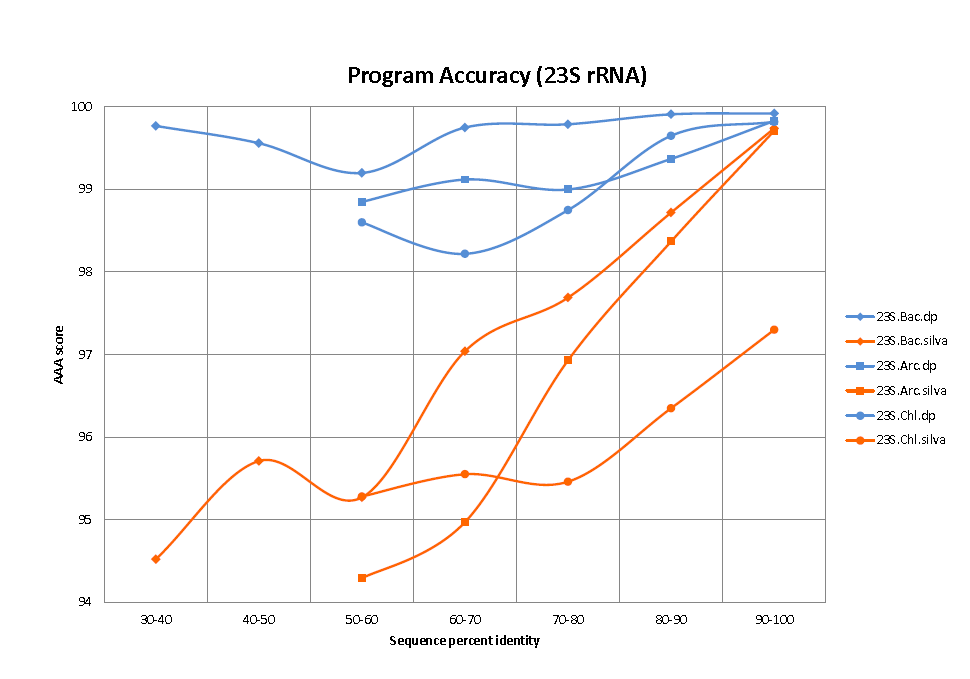 Program Accuracy (23S rRNA)
100
99
98
97
96
95
94
AAA score
30-40 40-50 50-60 60-70 70-80 80-90 90-100
Sequence percent identity
23S.Bac.dp
23S.Bac.silva
23S.Arc.dp
23S.Arc.silva
23S.Chl.dp
23S.Chl.silva